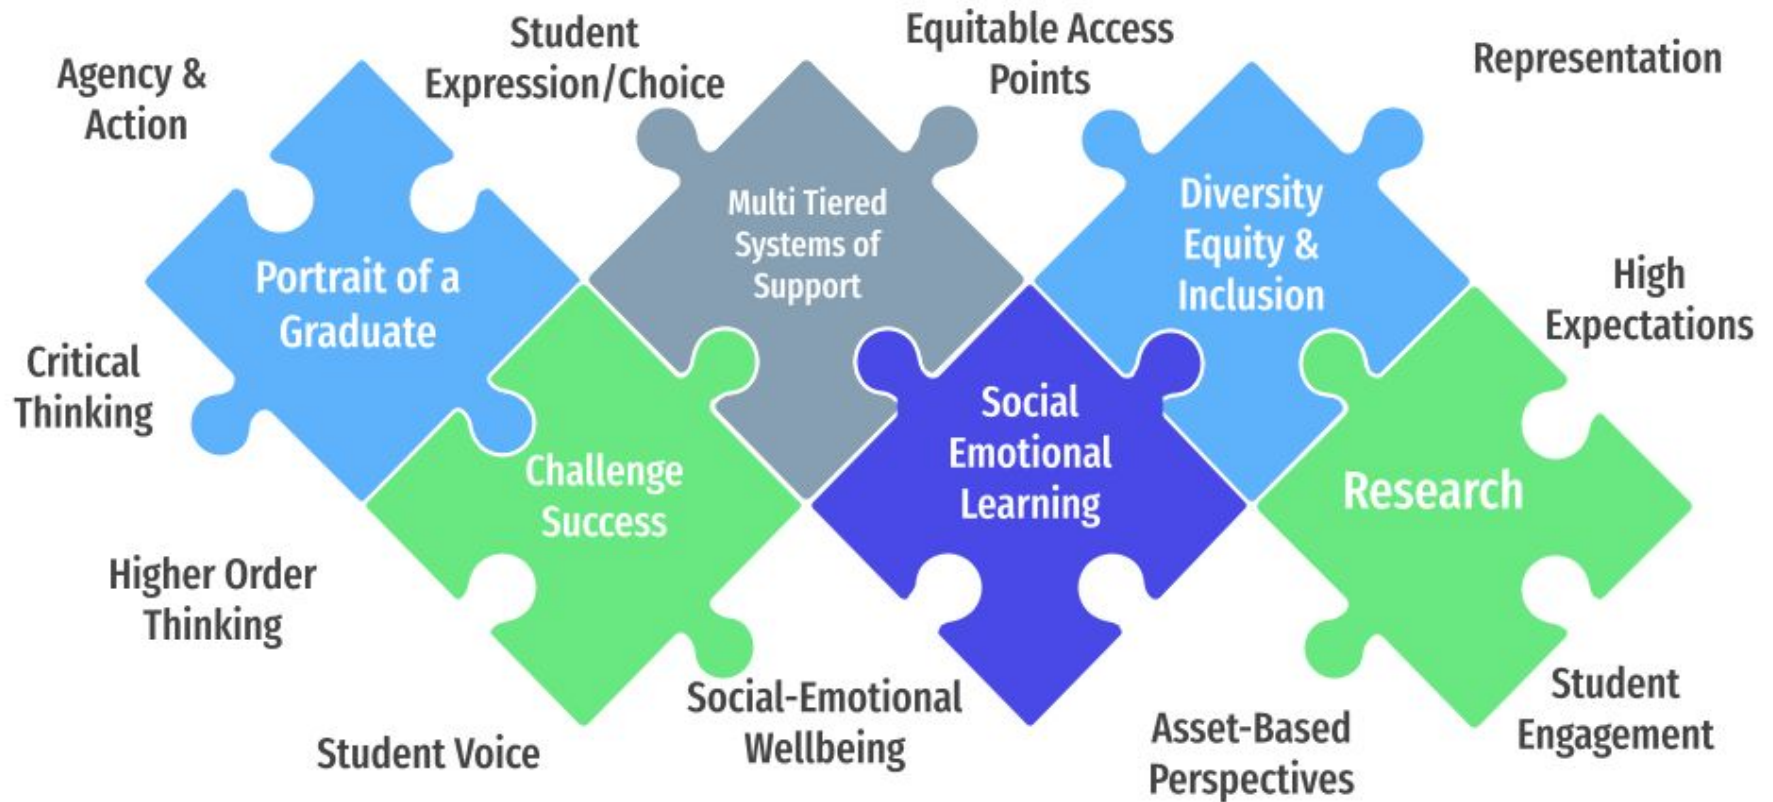 Agency &
Action
Student
Expression/Choice
Equitable Access
Points
Representation
Portrait of a
Graduate
Multi Tiered
Systems of
Support
Diversity
Equity &
Inclusion
High
Expectations
Critical
Thinking
Challenge
Success
Social
Emotional
Learning
Research
Higher Order
Thinking
Student Voice
Social-Emotional
Wellbeing
Asset-Based
Perspectives
Student
Engagement